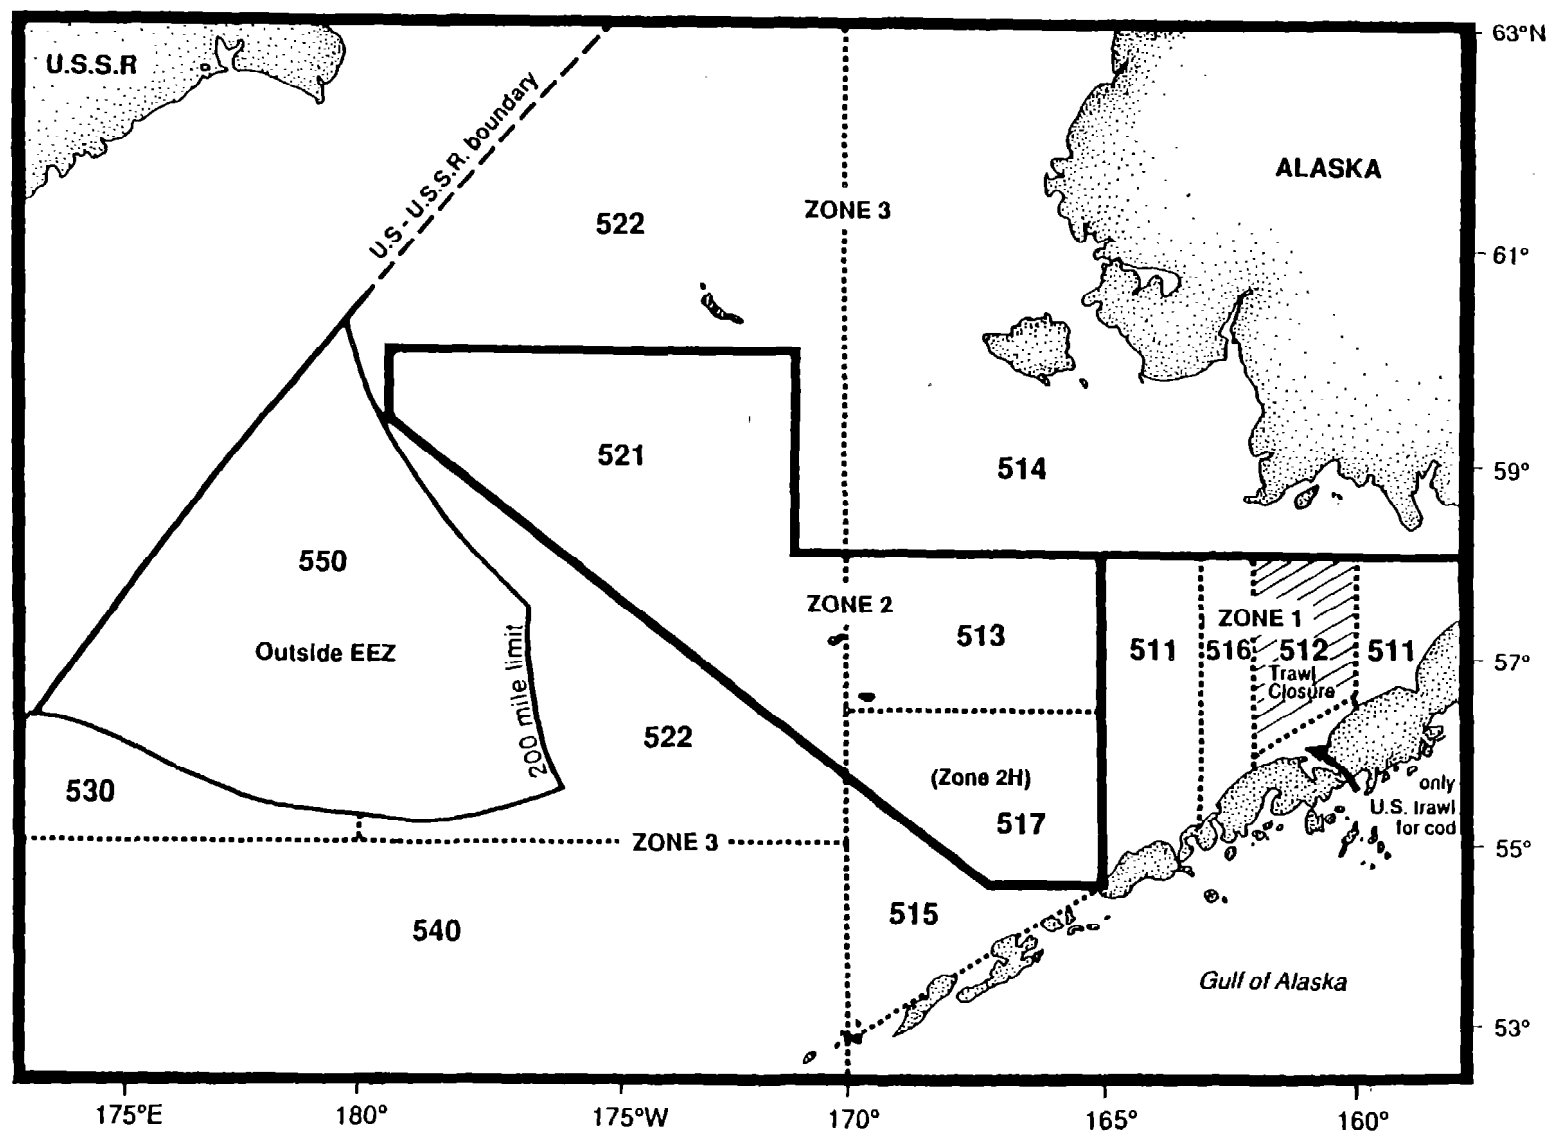 63°N
U.S.S.R
U.S - U.S.S.R. boundary
ALASKA
522
ZONE 3
61°
521
514
59°
550
ZONE 2
513
ZONE 1
511
516
512
511
Outside EEZ
57°
Trawl
Closure
200 mile limit
522
(Zone 2H)
530
517
only
U.S. trawl
for cod
ZONE 3
55°
515
540
Gulf of Alaska
53°
175°E
180°
175°W
170°
165°
160°